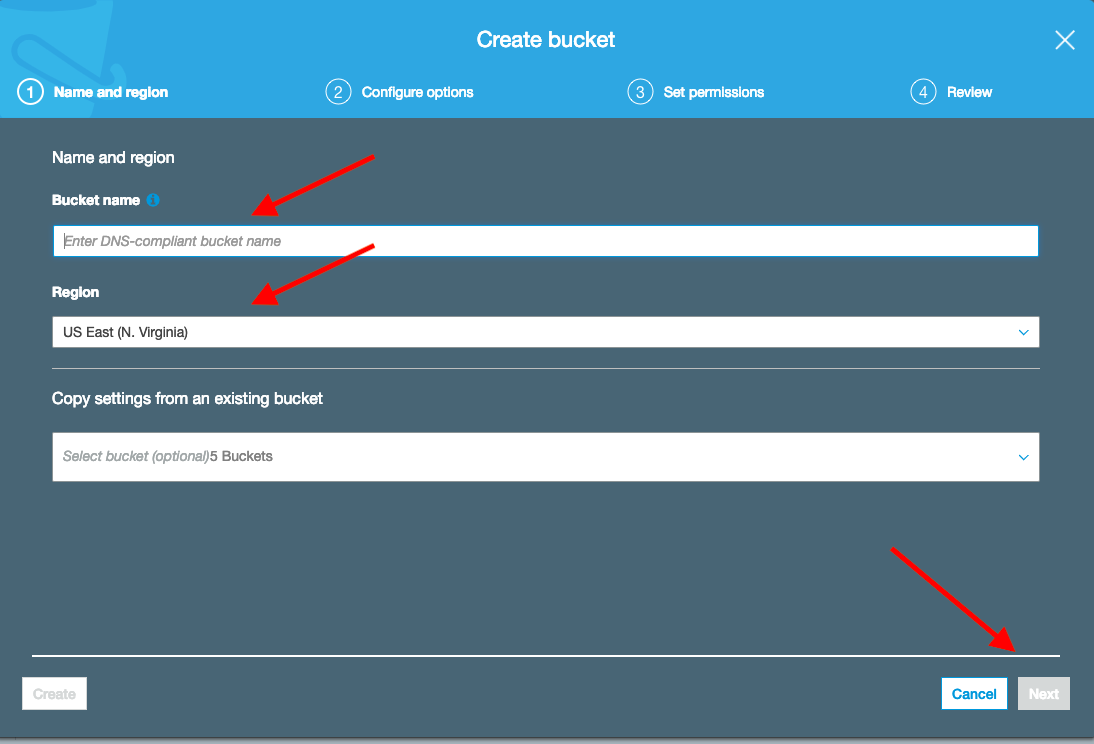 Create bucket
1 Name and region
2 Configure options
3 Set permissions
4 Review
Name and region
Bucket name
Enter DNS-compliant bucket name
Region
US East (N. Virginia)
Copy settings from an existing bucket
Select bucket (optional)5 Buckets
Create
Cancel
Next